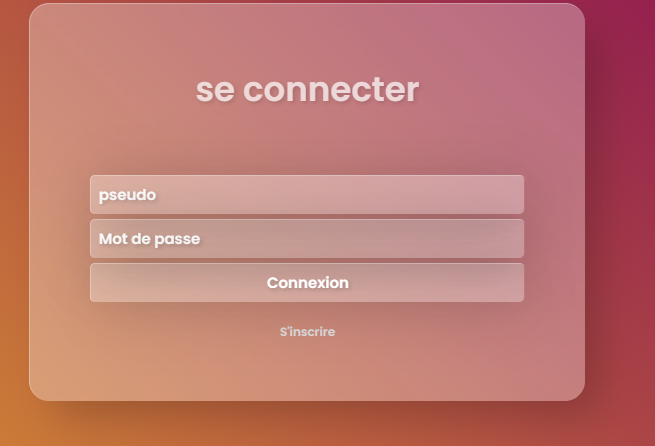 se connecter
pseudo
Mot de passe
Connexion
S'inscrire